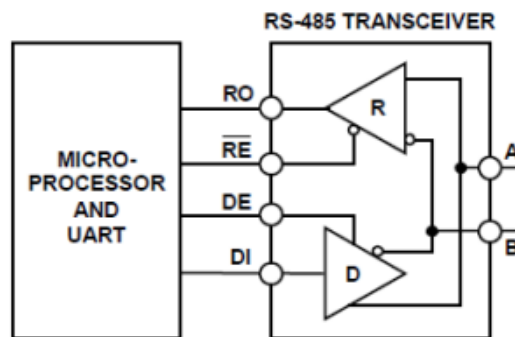 RS-485 TRANSCEIVER
RO
R
RE
A
MICRO-
PROCESSOR
AND
UART
DE
B
DI
D